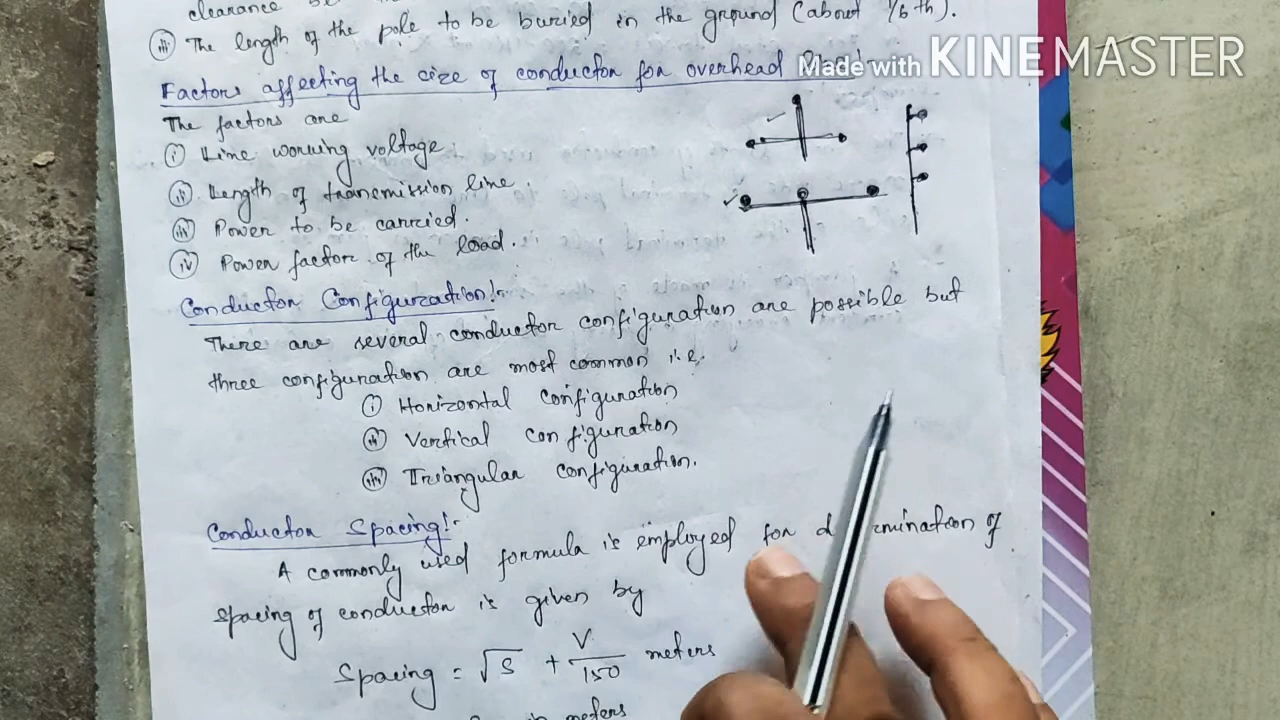 clearance be
(iii) The length of the pole to be buried in the ground (about 1/6 th).
Made with KINEMASTER
Factors affecting the size of conductor for overhead
The factors are
(i) Line working voltage.
(ii) Length of transmission line.
(iii) Power to be carried.
(iv) Power factor of the load.
Conductor Configuration:-
There are several conductor configuration are possible but
three configuration are most common i.e.
(i) Horizontal configuration
(ii) Vertical configuration
(iii) Triangular configuration.
Conductor Spacing:-
A commonly used formula is employed for
spacing of conductor is given by
Spacing = √S + V/150 meters
meters